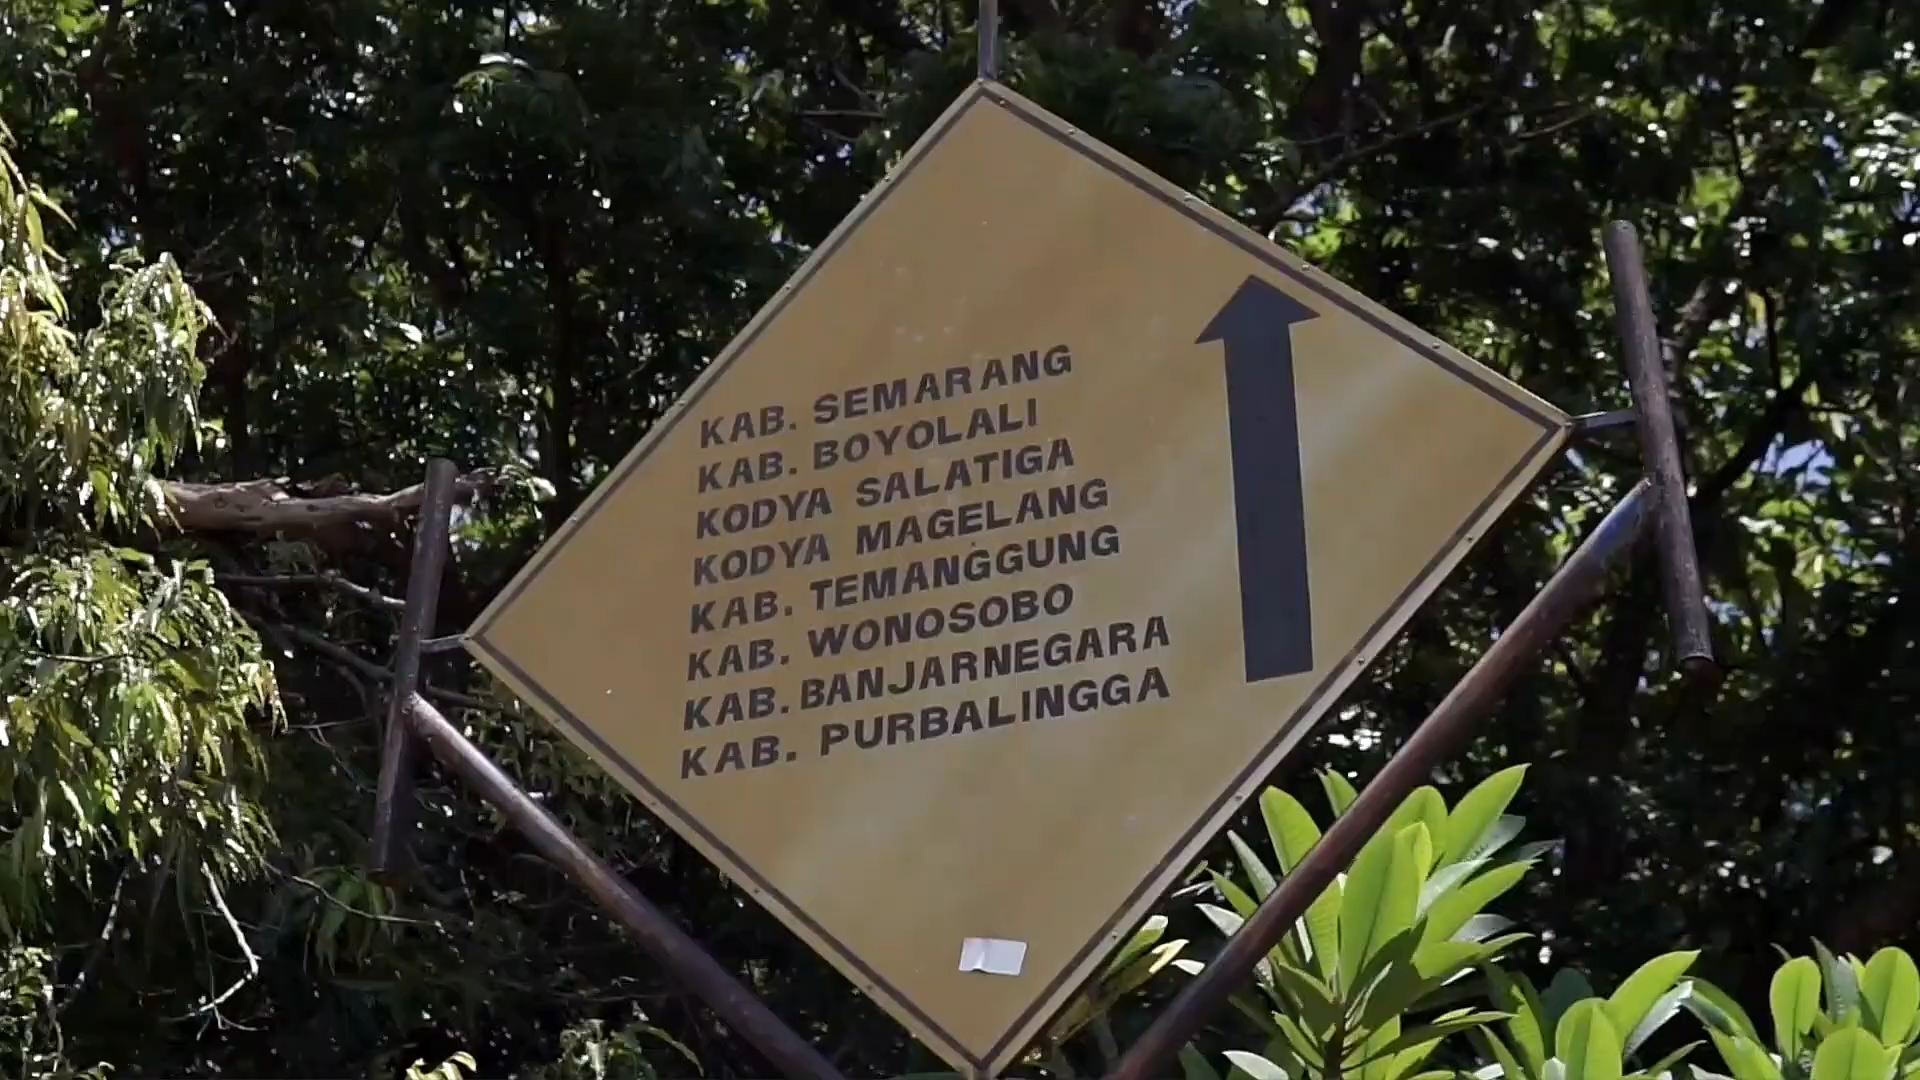 KAB. SEMARANG
KAB. BOYOLALI
KODYA SALATIGA
KODYA MAGELANG
KAB. TEMANGGUNG
KAB. WONOSOBO
KAB. BANJARNEGARA
KAB. PURBALINGGA